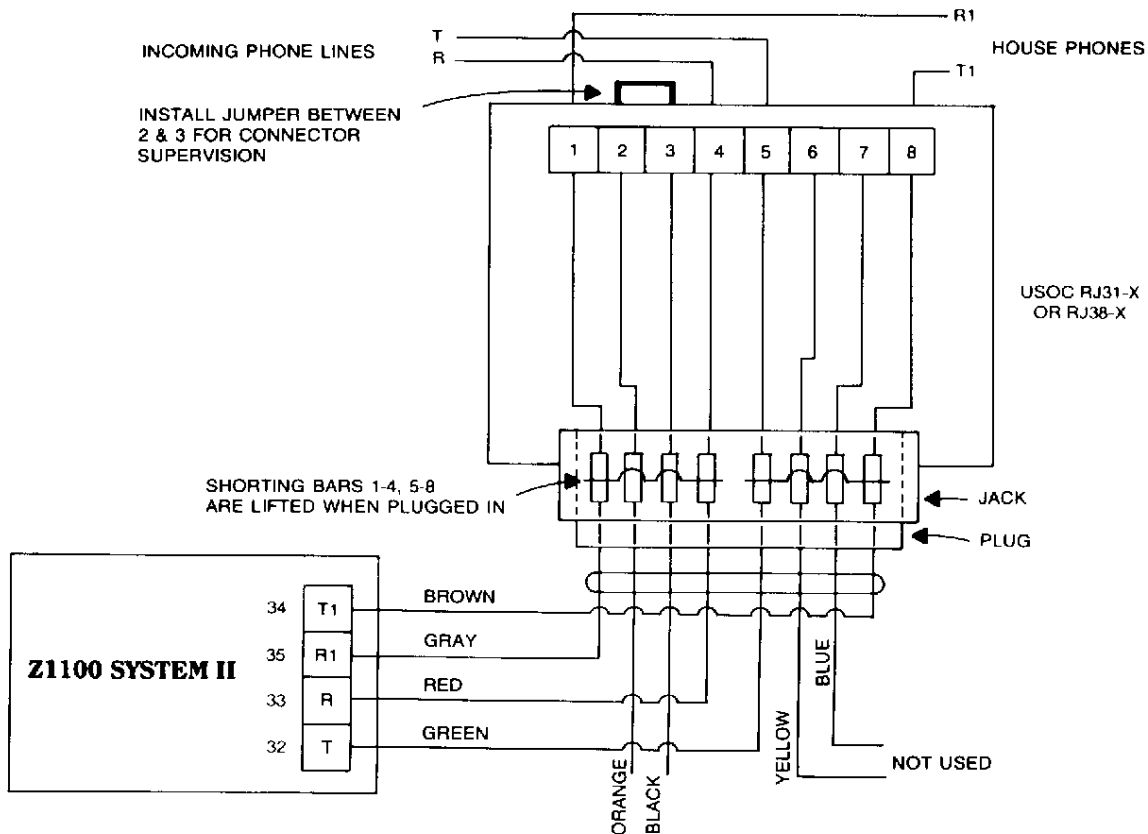 R1
T
INCOMING PHONE LINES
HOUSE PHONES
R
T1
INSTALL JUMPER BETWEEN
2 & 3 FOR CONNECTOR
SUPERVISION
1 2 3 4 5 6 7 8
USOC RJ31-X
OR RJ38-X
SHORTING BARS 1-4, 5-8
ARE LIFTED WHEN PLUGGED IN
JACK
PLUG
Z1100 SYSTEM II
34 T1 BROWN
35 R1 GRAY
33 R RED
32 T GREEN
ORANGE
BLACK
YELLOW
BLUE
NOT USED